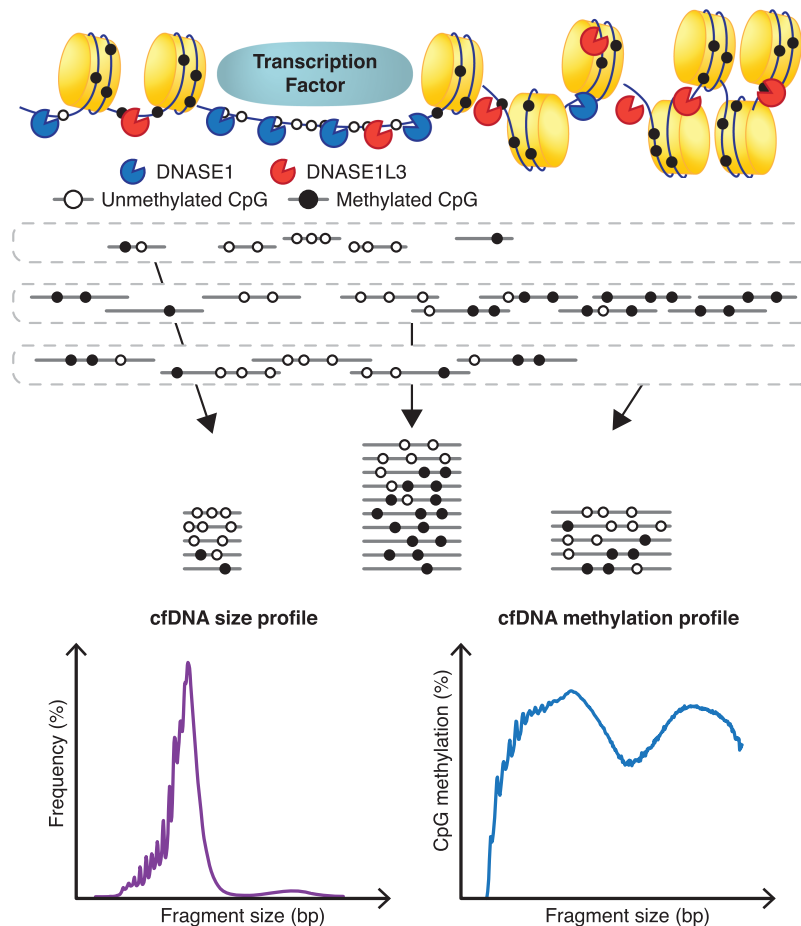 Transcription
Factor
DNASE1
DNASE1L3
Unmethylated CpG
Methylated CpG
cfDNA size profile
cfDNA methylation profile
Frequency (%)
Fragment size (bp)
CpG methylation (%)
Fragment size (bp)